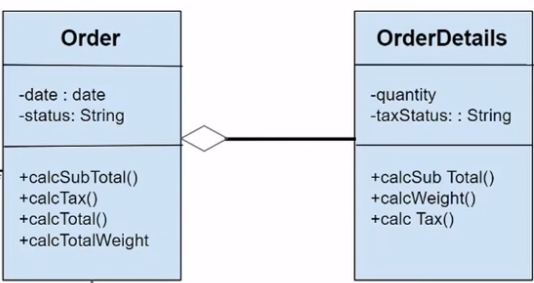 Order
-date : date
-status: String
+calcSubTotal()
+calcTax()
+calcTotal()
+calcTotalWeight
OrderDetails
-quantity
-taxStatus: : String
+calcSub Total()
+calcWeight()
+calc Tax()